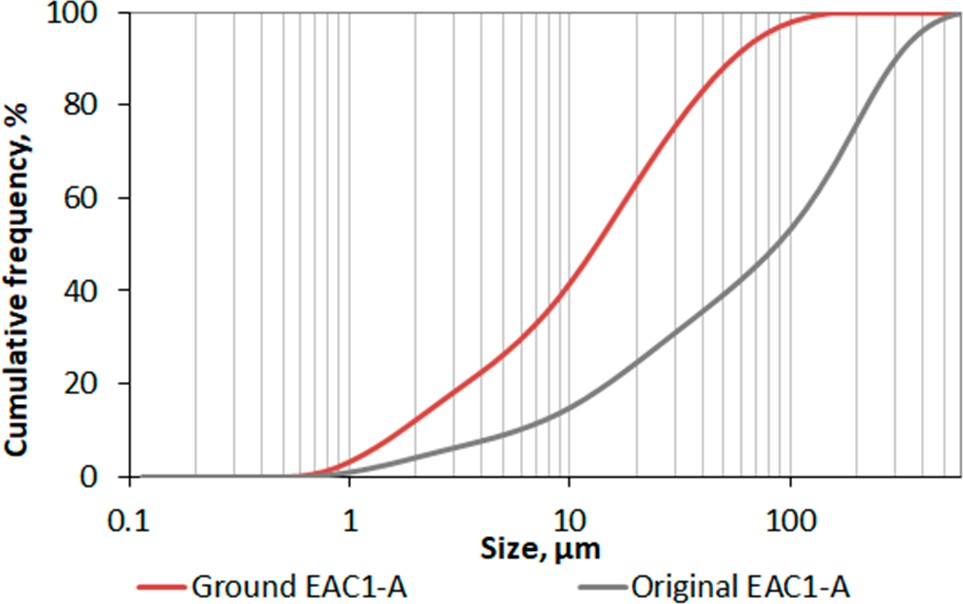 100
80
60
40
20
0
Cumulative frequency, %
0.1 1 10 100
Size, µm
Ground EAC1-A Original EAC1-A